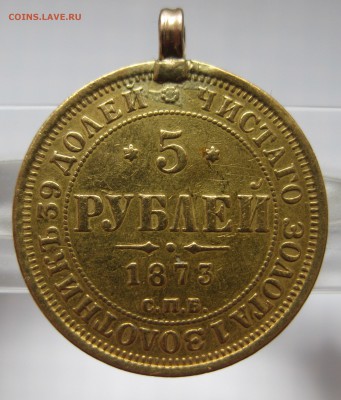 COINS.LAVE.RU
ЧИСТАГО ЗОЛОТА 1 ЗОЛОТНИКЪ 39 ДОЛЕЙ
5
РУБЛЕЙ
1873
С.П.Б.